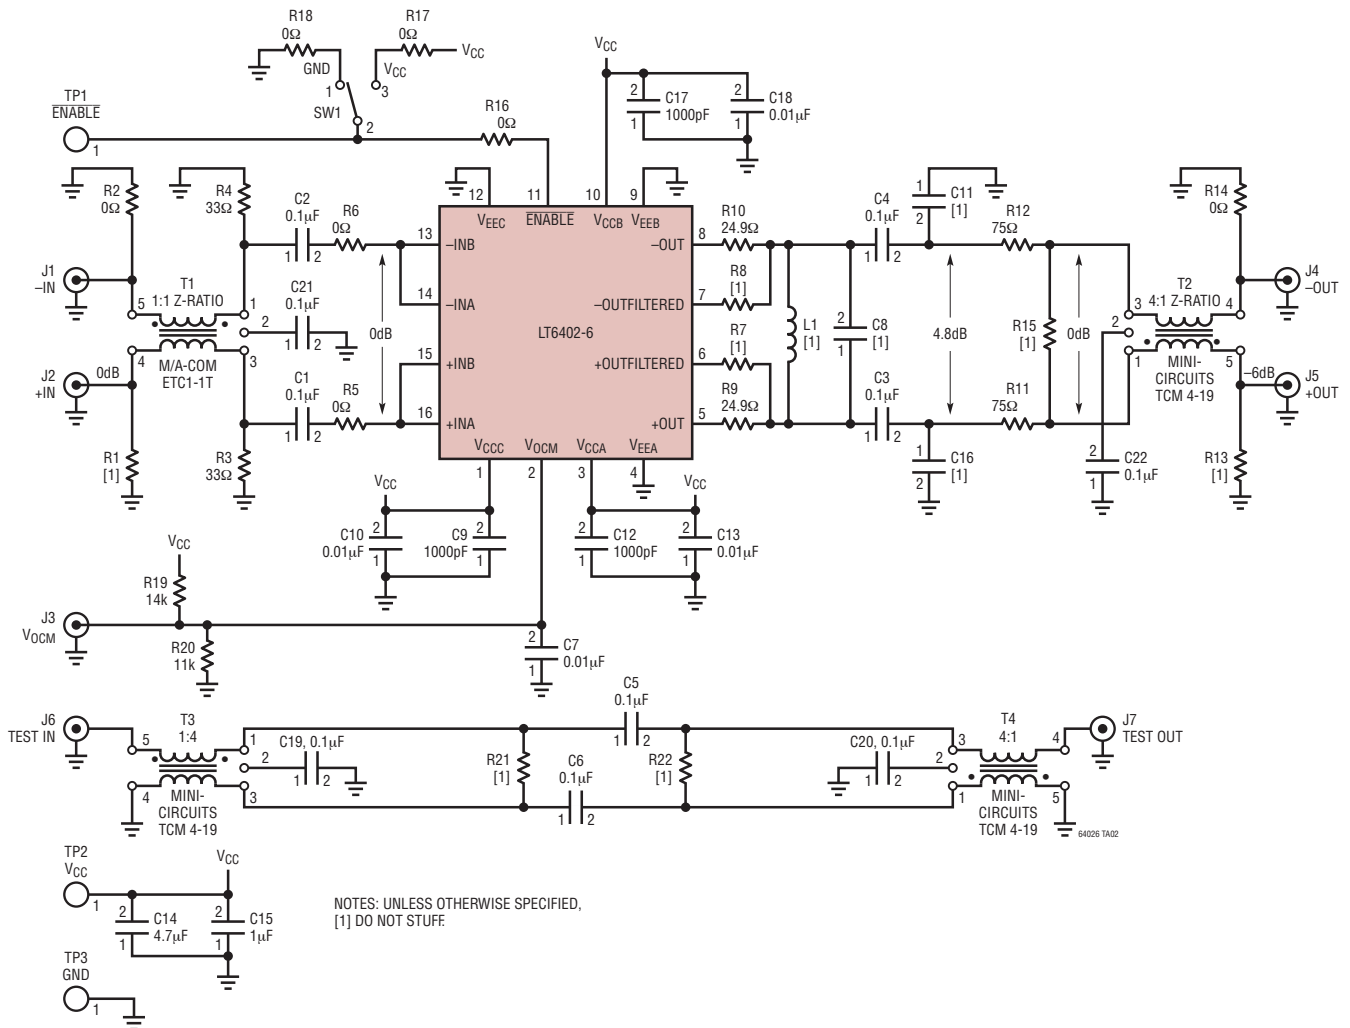 R18
0Ω
R17
0Ω
VCC
GND
VCC
1
3
SW1
2
TP1
ENABLE
1
R16
0Ω
VCC
2
C17
1000pF
1
2
C18
0.01µF
1
R2
0Ω
R4
33Ω
C2
0.1µF
1
2
R6
0Ω
12
11
10
9
VEEC
ENABLE
VCCB
VEEB
13
–INB
14
–INA
15
+INB
16
+INA
LT6402-6
–OUT
8
–OUTFILTERED
7
+OUTFILTERED
6
+OUT
5
VCCC
VOCM
VCCA
VEEA
1
2
3
4
J1
–IN
J2
+IN
0dB
T1
1:1 Z-RATIO
5
1
2
4
3
M/A-COM
ETC1-1T
C21
0.1µF
1
2
0dB
C1
0.1µF
1
2
R5
0Ω
R1
[1]
R3
33Ω
R10
24.9Ω
R8
[1]
R7
[1]
R9
24.9Ω
L1
[1]
2
C8
[1]
1
C4
0.1µF
1
2
C3
0.1µF
1
2
1
C11
[1]
2
4.8dB
R12
75Ω
R15
[1]
0dB
R11
75Ω
1
C16
[1]
2
R14
0Ω
T2
4:1 Z-RATIO
3
4
2
1
5
MINI-
CIRCUITS
TCM 4-19
J4
–OUT
–6dB
J5
+OUT
2
C22
0.1µF
1
R13
[1]
VCC
2
C10
0.01µF
1
2
C9
1000pF
1
2
C12
1000pF
1
VCC
2
C13
0.01µF
1
VCC
R19
14k
J3
VOCM
R20
11k
2
C7
0.01µF
1
J6
TEST IN
T3
1:4
5
1
2
4
3
MINI-
CIRCUITS
TCM 4-19
C19, 0.1µF
1
2
R21
[1]
C5
0.1µF
1
2
C6
0.1µF
1
2
R22
[1]
C20, 0.1µF
1
2
T4
4:1
3
4
2
1
5
MINI-
CIRCUITS
TCM 4-19
J7
TEST OUT
64026 TA02
TP2
VCC
1
VCC
2
C14
4.7µF
1
2
C15
1µF
1
TP3
GND
1
NOTES: UNLESS OTHERWISE SPECIFIED,
[1] DO NOT STUFF.